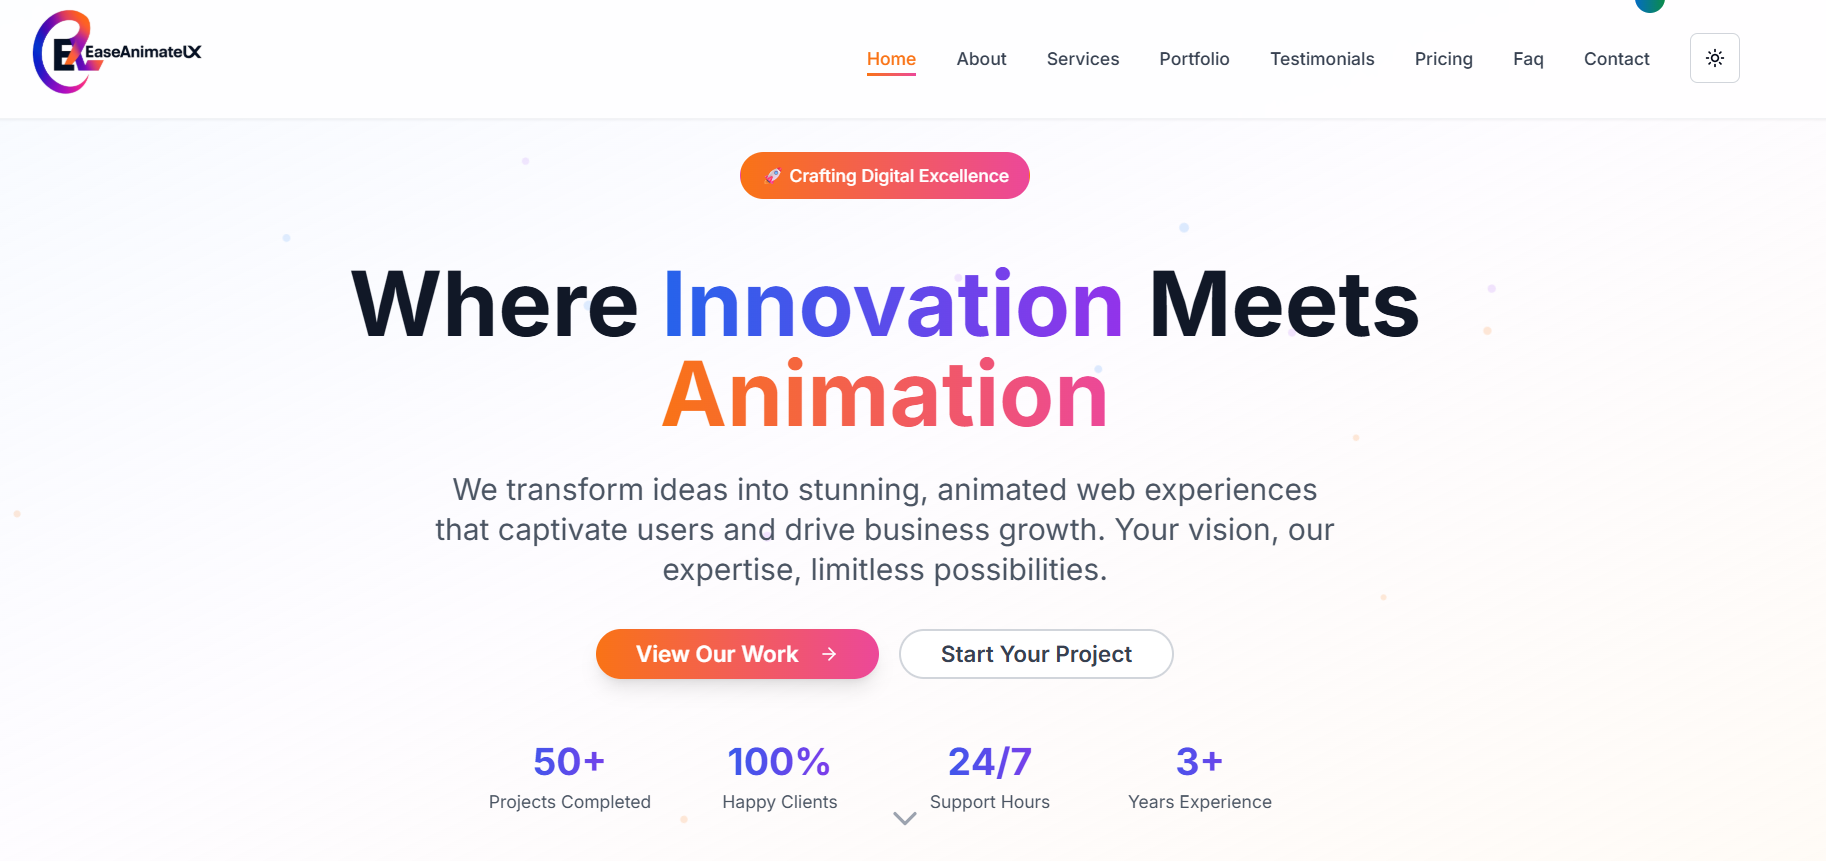 EX EaseAnimateUX
Home About Services Portfolio Testimonials Pricing Faq Contact
🚀 Crafting Digital Excellence
Where Innovation Meets
Animation
We transform ideas into stunning, animated web experiences
that captivate users and drive business growth. Your vision, our
expertise, limitless possibilities.
View Our Work →
Start Your Project
50+ 100% 24/7 3+
Projects Completed Happy Clients Support Hours Years Experience